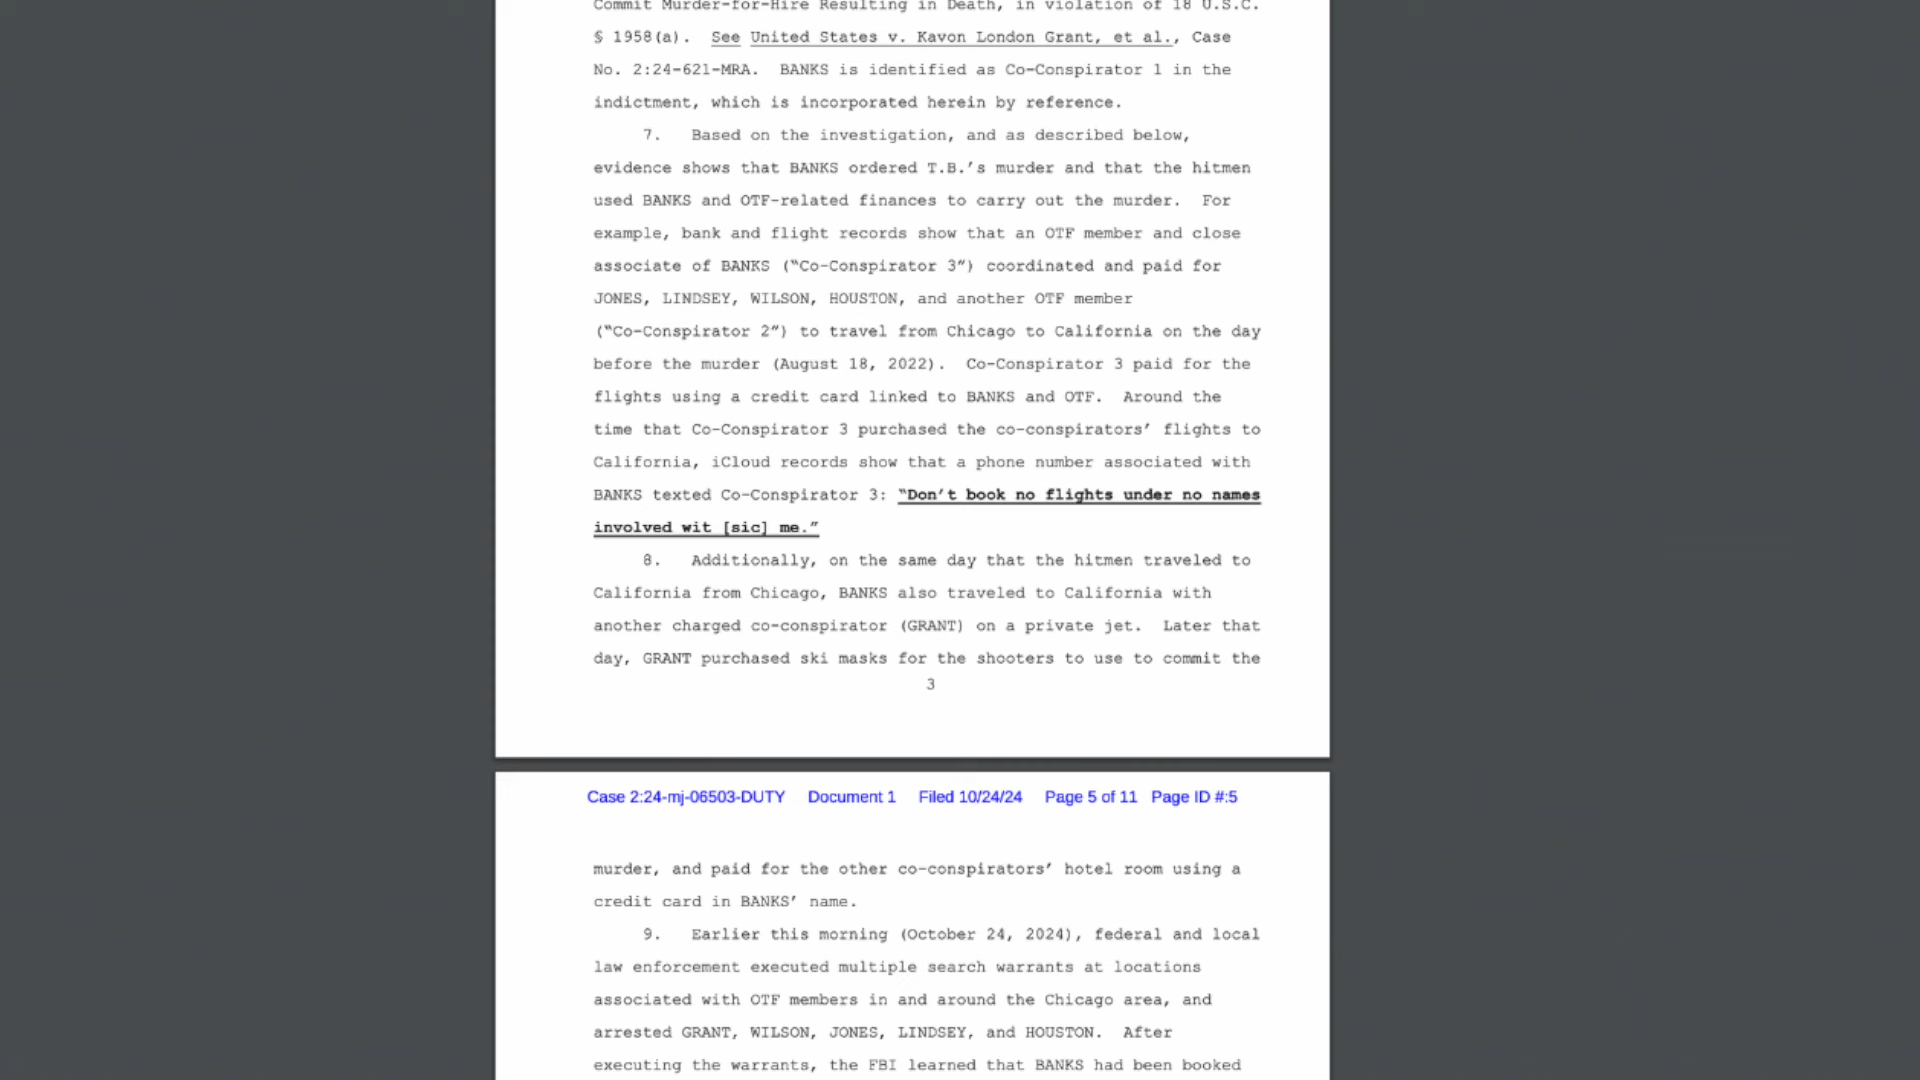 Commit Murder-for-Hire Resulting in Death, in violation of 18 U.S.C.
§ 1958(a). See United States v. Kavon London Grant, et al., Case
No. 2:24-621-MRA. BANKS is identified as Co-Conspirator 1 in the
indictment, which is incorporated herein by reference.
7. Based on the investigation, and as described below,
evidence shows that BANKS ordered T.B.’s murder and that the hitmen
used BANKS and OTF-related finances to carry out the murder. For
example, bank and flight records show that an OTF member and close
associate of BANKS (“Co-Conspirator 3”) coordinated and paid for
JONES, LINDSEY, WILSON, HOUSTON, and another OTF member
(“Co-Conspirator 2”) to travel from Chicago to California on the day
before the murder (August 18, 2022). Co-Conspirator 3 paid for the
flights using a credit card linked to BANKS and OTF. Around the
time that Co-Conspirator 3 purchased the co-conspirators’ flights to
California, iCloud records show that a phone number associated with
BANKS texted Co-Conspirator 3: “Don’t book no flights under no names
involved wit [sic] me.”
8. Additionally, on the same day that the hitmen traveled to
California from Chicago, BANKS also traveled to California with
another charged co-conspirator (GRANT) on a private jet. Later that
day, GRANT purchased ski masks for the shooters to use to commit the
3
Case 2:24-mj-06503-DUTY Document 1 Filed 10/24/24 Page 5 of 11 Page ID #:5
murder, and paid for the other co-conspirators’ hotel room using a
credit card in BANKS’ name.
9. Earlier this morning (October 24, 2024), federal and local
law enforcement executed multiple search warrants at locations
associated with OTF members in and around the Chicago area, and
arrested GRANT, WILSON, JONES, LINDSEY, and HOUSTON. After
executing the warrants, the FBI learned that BANKS had been booked